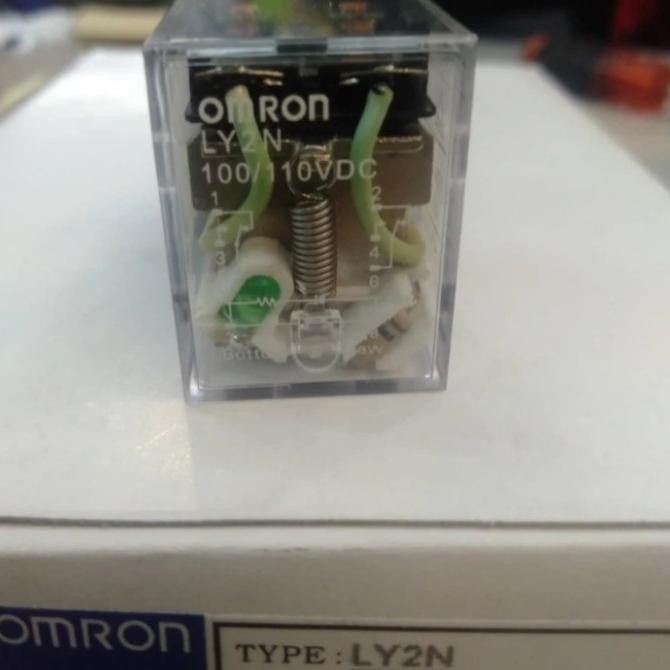 OMRON
LY2N
100/110VDC
1 2
3 4
6
OMRON
TYPE : LY2N